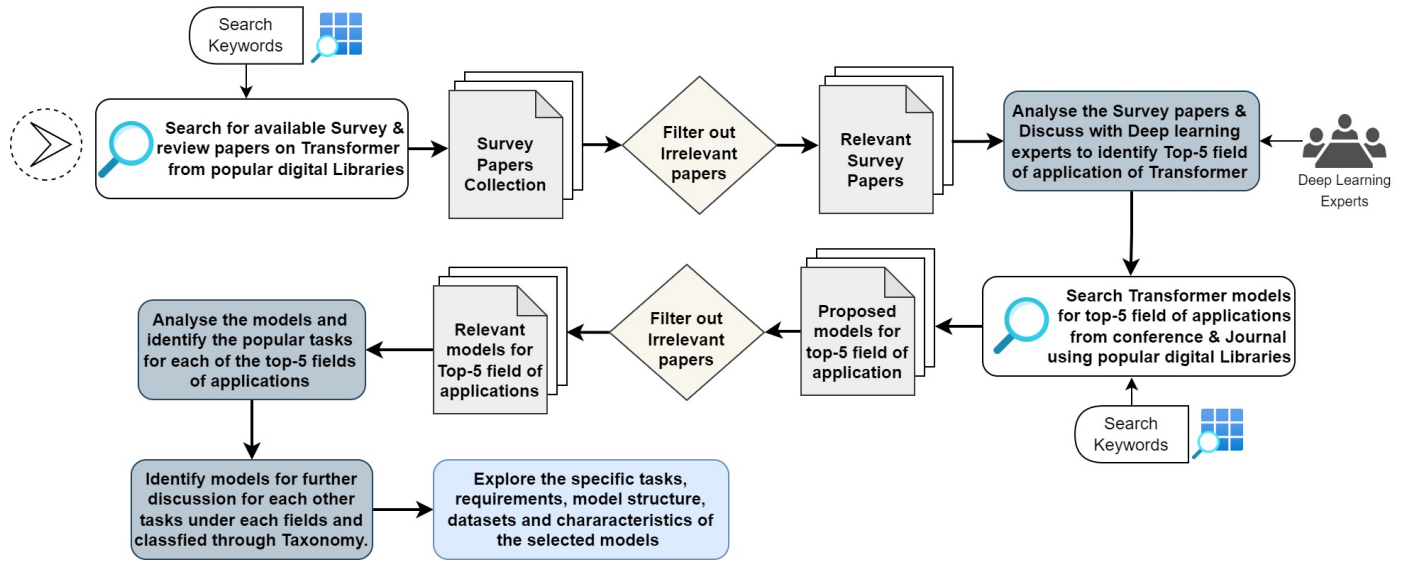 Search
Keywords
Search for available Survey &
review papers on Transformer
from popular digital Libraries
Survey
Papers
Collection
Filter out
Irrelevant
papers
Relevant
Survey
Papers
Analyse the Survey papers &
Discuss with Deep learning
experts to identify Top-5 field
of application of Transformer
Deep Learning
Experts
Search Transformer models
for top-5 field of applications
from conference & Journal
using popular digital Libraries
Search
Keywords
Proposed
models for
top-5 field of
application
Filter out
Irrelevant
papers
Relevant
models for
Top-5 field of
applications
Analyse the models and
identify the popular tasks
for each of the top-5 fields
of applications
Identify models for further
discussion for each other
tasks under each fields and
classfied through Taxonomy.
Explore the specific tasks,
requirements, model structure,
datasets and chararacteristics of
the selected models